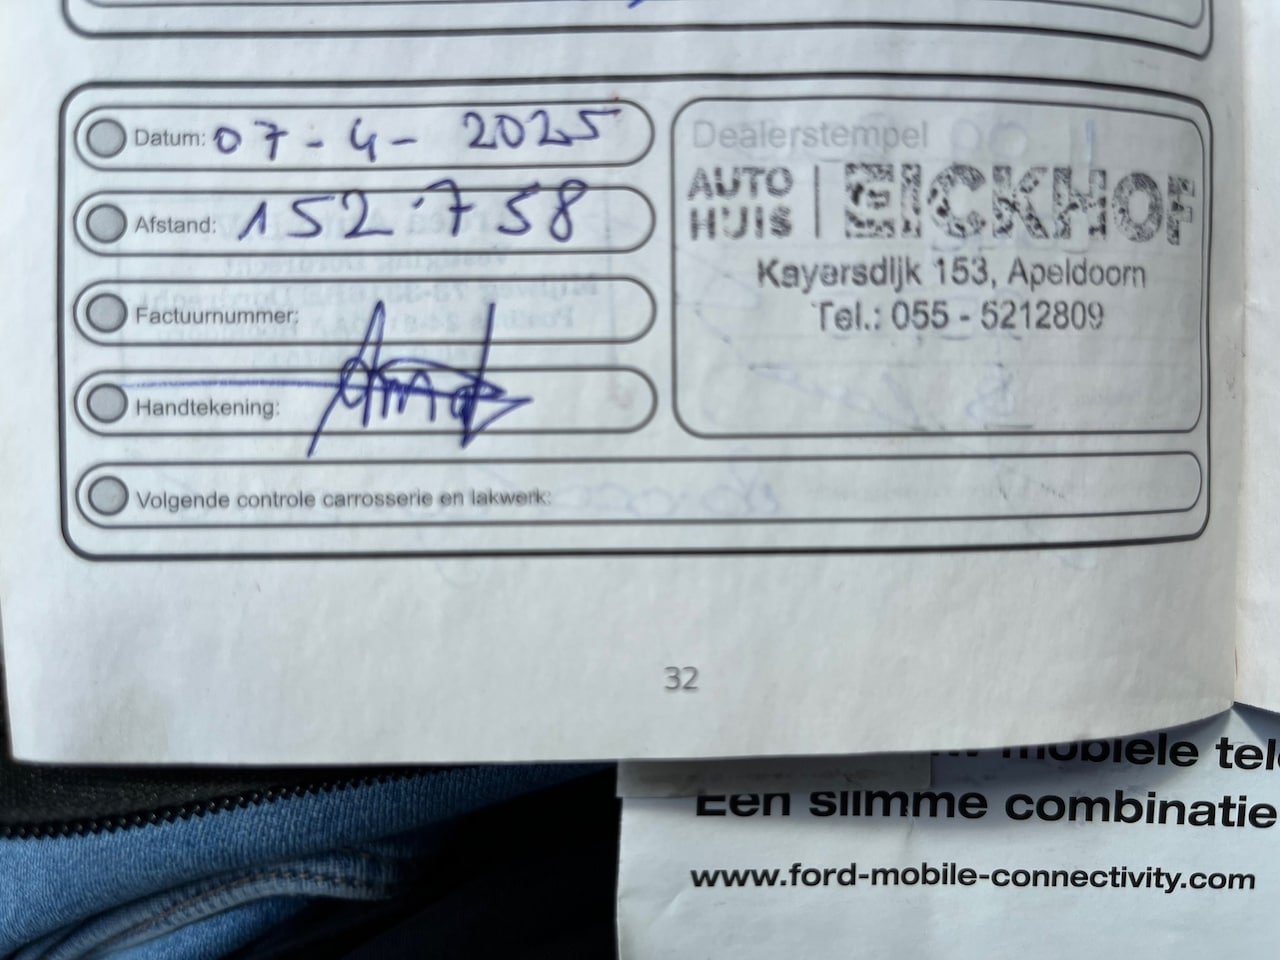 Datum: 07-4-2025
Afstand: 152.758
Factuurnummer:
Handtekening:
Volgende controle carrosserie en lakwerk:
Dealerstempel
AUTO HUIS | EICKHOF
Kayersdijk 153, Apeldoorn
Tel.: 055 - 5212809
32
mobiele
Een slimme combinatie
www.ford-mobile-connectivity.com